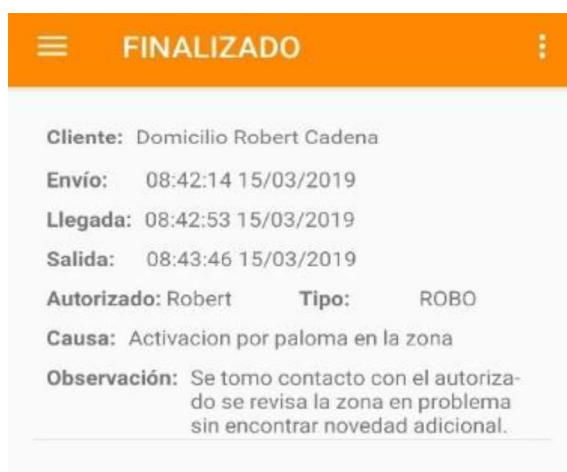 FINALIZADO
Cliente: Domicilio Robert Cadena
Envío: 08:42:14 15/03/2019
Llegada: 08:42:53 15/03/2019
Salida: 08:43:46 15/03/2019
Autorizado: Robert Tipo: ROBO
Causa: Activacion por paloma en la zona
Observación: Se tomo contacto con el autoriza-
do se revisa la zona en problema
sin encontrar novedad adicional.